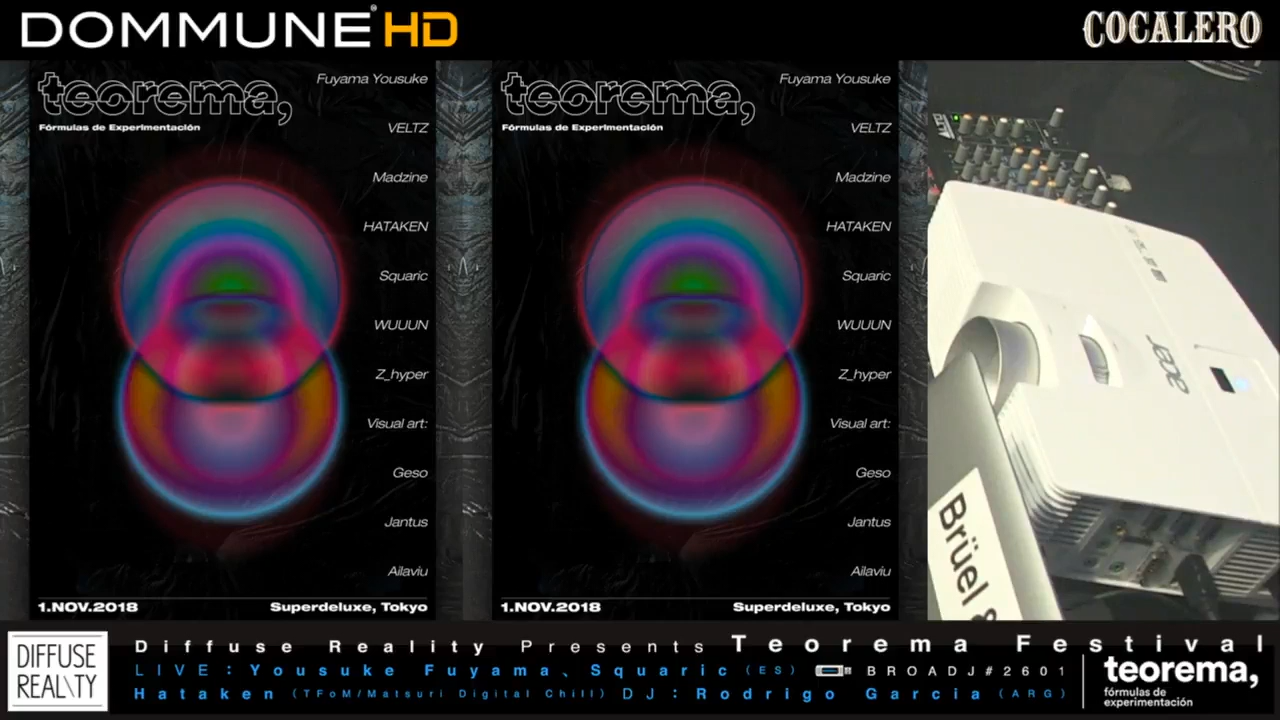 DOMMUNE® HD
COCALERO
teorema,
Fórmulas de Experimentación
Fuyama Yousuke
VELTZ
Madzine
HATAKEN
Squaric
WUUUN
Z_hyper
Visual art:
Geso
Jantus
Ailaviu
1.NOV.2018
Superdeluxe, Tokyo
teorema,
Fórmulas de Experimentación
Fuyama Yousuke
VELTZ
Madzine
HATAKEN
Squaric
WUUUN
Z_hyper
Visual art:
Geso
Jantus
Ailaviu
1.NOV.2018
Superdeluxe, Tokyo
acer
Brüel &
DIFFUSE
REALITY
Diffuse Reality Presents Teorema Festival
LIVE：Yousuke Fuyama、Squaric (ES) BROADJ#2601
Hataken (TFoM/Matsuri Digital Chill) DJ：Rodrigo Garcia (ARG)
teorema,
fórmulas de
experimentación